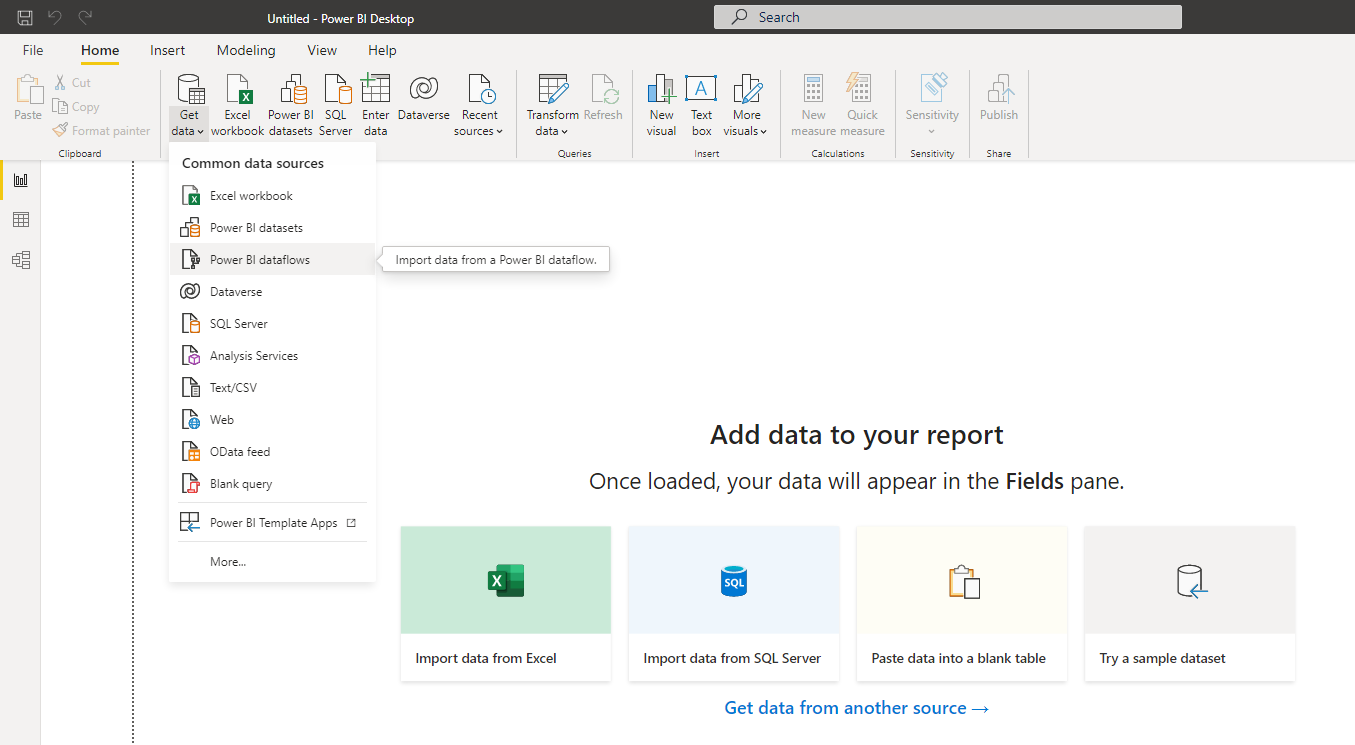 Untitled - Power BI Desktop
Search
File Home Insert Modeling View Help
Paste
Cut
Copy
Format painter
Clipboard
Get data
Excel workbook
Power BI datasets
SQL Server
Enter data
Dataverse
Recent sources
Transform data
Refresh
Queries
New visual
Text box
More visuals
Insert
New measure
Quick measure
Calculations
Sensitivity
Sensitivity
Publish
Share
Common data sources
Excel workbook
Power BI datasets
Power BI dataflows
Import data from a Power BI dataflow.
Dataverse
SQL Server
Analysis Services
Text/CSV
Web
OData feed
Blank query
Power BI Template Apps
More...
Add data to your report
Once loaded, your data will appear in the Fields pane.
X
SQL
Import data from Excel
Import data from SQL Server
Paste data into a blank table
Try a sample dataset
Get data from another source →